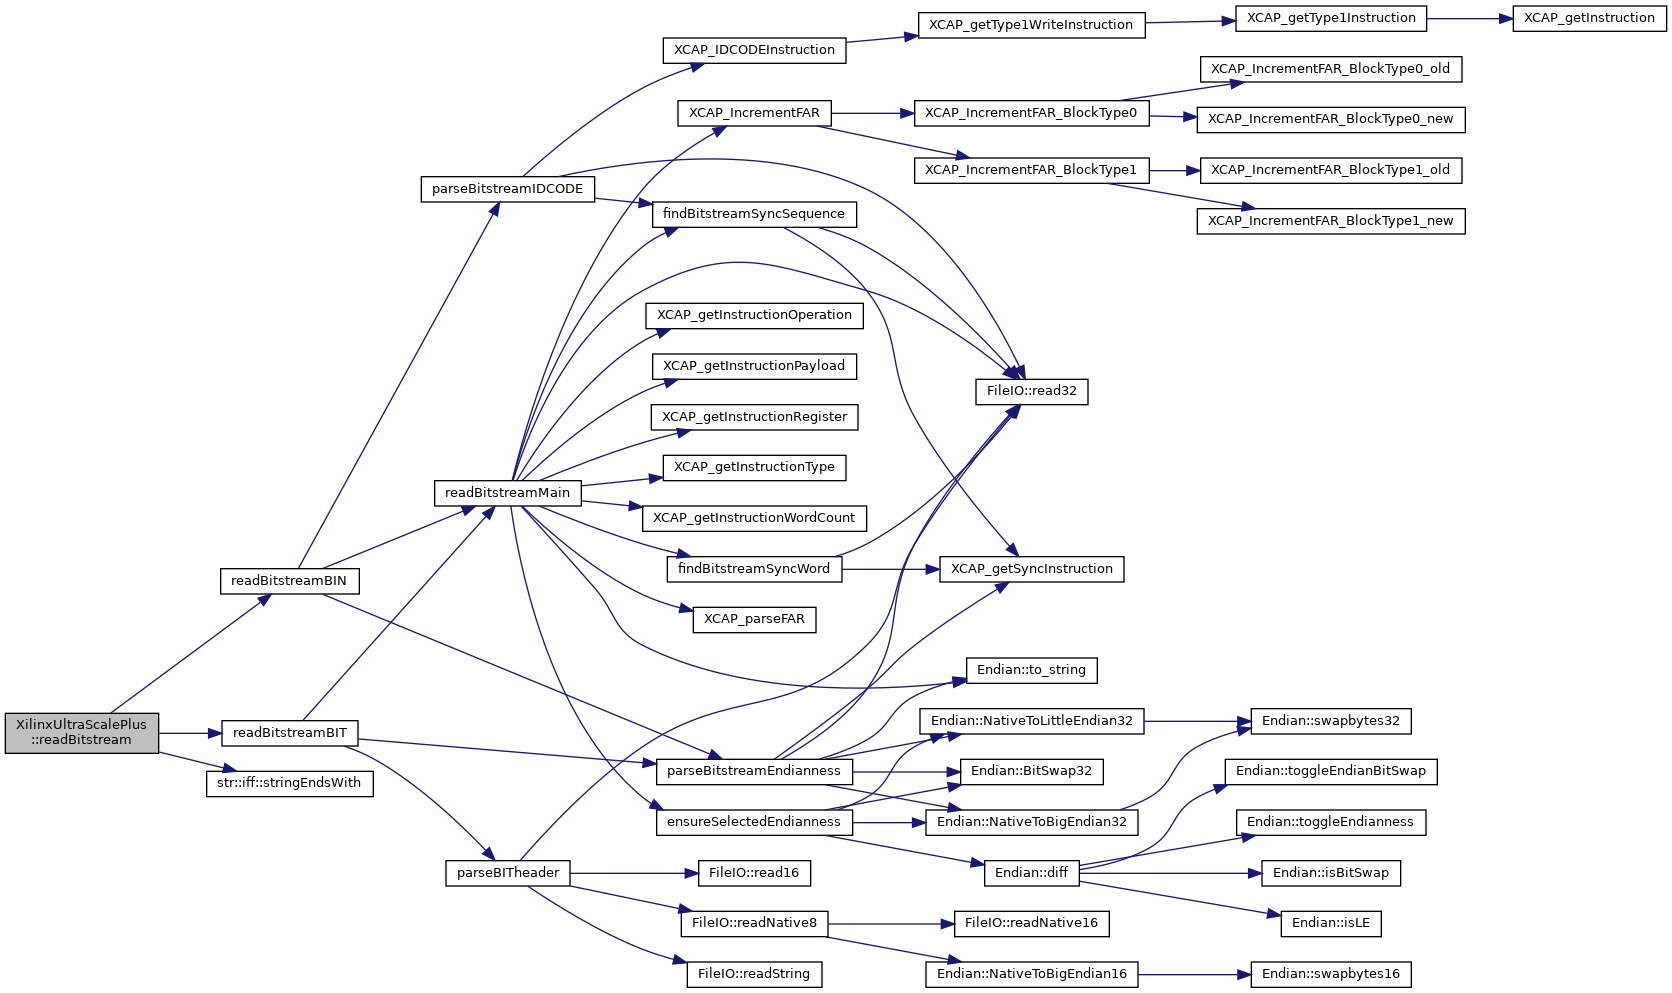 XilinxUltraScalePlus
::readBitstream
readBitstreamBIN
readBitstreamBIT
str::iff::stringEndsWith
parseBitstreamIDCODE
readBitstreamMain
parseBITheader
XCAP_IDCODEInstruction
XCAP_IncrementFAR
findBitstreamSyncSequence
XCAP_getInstructionOperation
XCAP_getInstructionPayload
XCAP_getInstructionRegister
XCAP_getInstructionType
XCAP_getInstructionWordCount
findBitstreamSyncWord
XCAP_parseFAR
parseBitstreamEndianness
ensureSelectedEndianness
FileIO::read16
FileIO::readNative8
FileIO::readString
XCAP_getType1WriteInstruction
XCAP_IncrementFAR_BlockType0
XCAP_IncrementFAR_BlockType1
FileIO::read32
XCAP_getSyncInstruction
Endian::to_string
Endian::NativeToLittleEndian32
Endian::BitSwap32
Endian::NativeToBigEndian32
Endian::diff
FileIO::readNative16
Endian::NativeToBigEndian16
XCAP_getType1Instruction
XCAP_IncrementFAR_BlockType0_old
XCAP_IncrementFAR_BlockType0_new
XCAP_IncrementFAR_BlockType1_old
XCAP_IncrementFAR_BlockType1_new
Endian::swapbytes32
Endian::toggleEndianBitSwap
Endian::toggleEndianness
Endian::isBitSwap
Endian::isLE
Endian::swapbytes16
XCAP_getInstruction